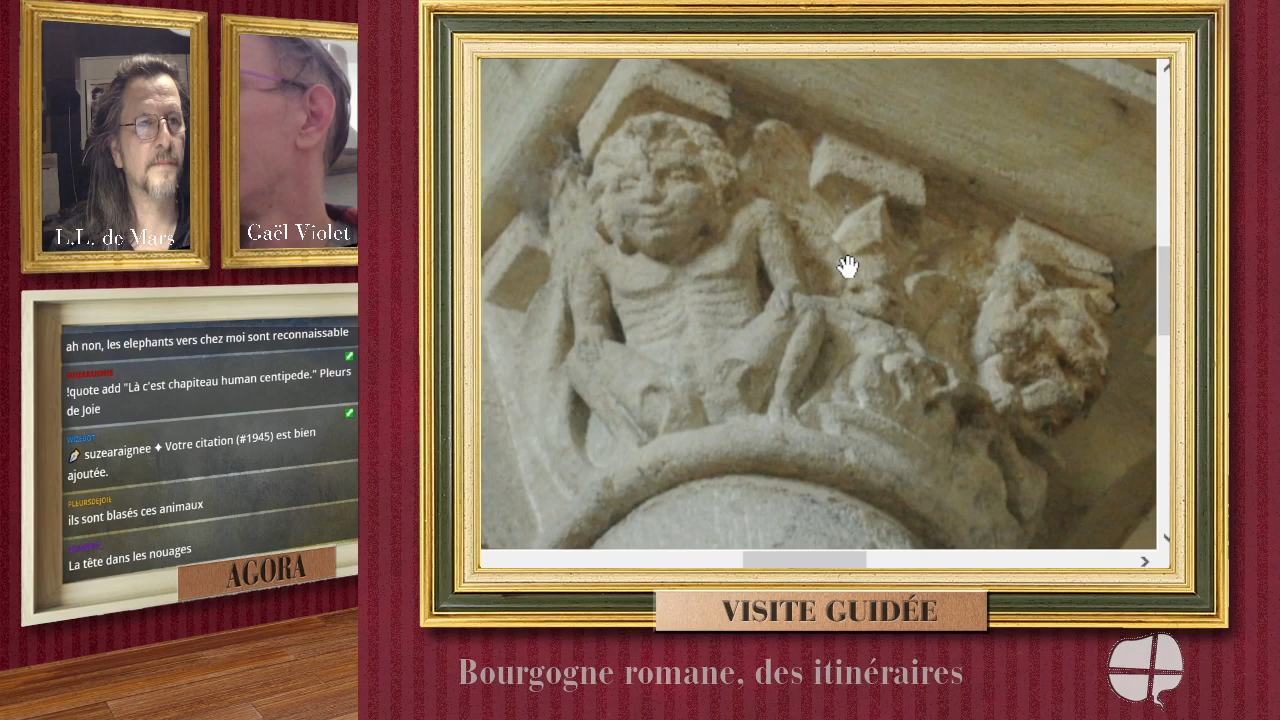 L.L. de Mars
Gaël Violet
ah non, les elephants vers chez moi sont reconnaissable
!quote add "Là c'est chapiteau human centipede." Pleurs
de Joie
WIZEBOT
suzearaignee ✦ Votre citation (#1945) est bien
ajoutée.
PLEURSDEJOIE
ils sont blasés ces animaux
La tête dans les nouages
AGORA
VISITE GUIDÉE
Bourgogne romane, des itinéraires